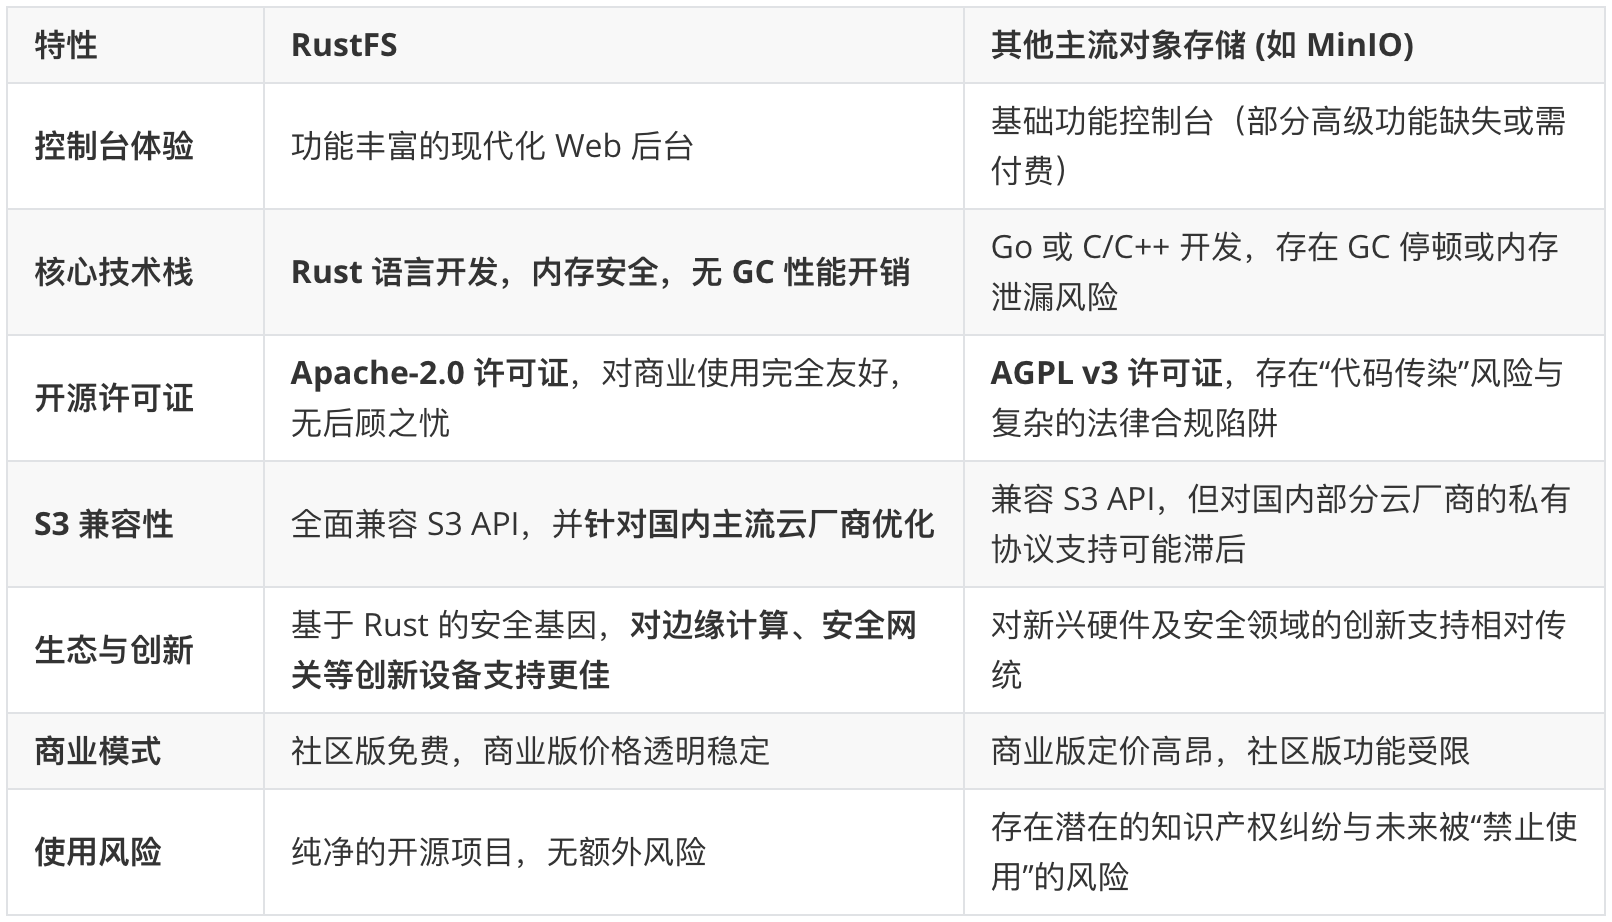 特性
RustFS
其他主流对象存储 (如 MinIO)
控制台体验
功能丰富的现代化 Web 后台
基础功能控制台（部分高级功能缺失或需
付费）
核心技术栈
Rust 语言开发，内存安全，无 GC 性能开销
Go 或 C/C++ 开发，存在 GC 停顿或内存
泄漏风险
开源许可证
Apache-2.0 许可证，对商业使用完全友好，
无后顾之忧
AGPL v3 许可证，存在“代码传染”风险与
复杂的法律合规陷阱
S3 兼容性
全面兼容 S3 API，并针对国内主流云厂商优化
兼容 S3 API，但对国内部分云厂商的私有
协议支持可能滞后
生态与创新
基于 Rust 的安全基因，对边缘计算、安全网
关等创新设备支持更佳
对新兴硬件及安全领域的创新支持相对传
统
商业模式
社区版免费，商业版价格透明稳定
商业版定价高昂，社区版功能受限
使用风险
纯净的开源项目，无额外风险
存在潜在的知识产权纠纷与未来被“禁止使
用”的风险